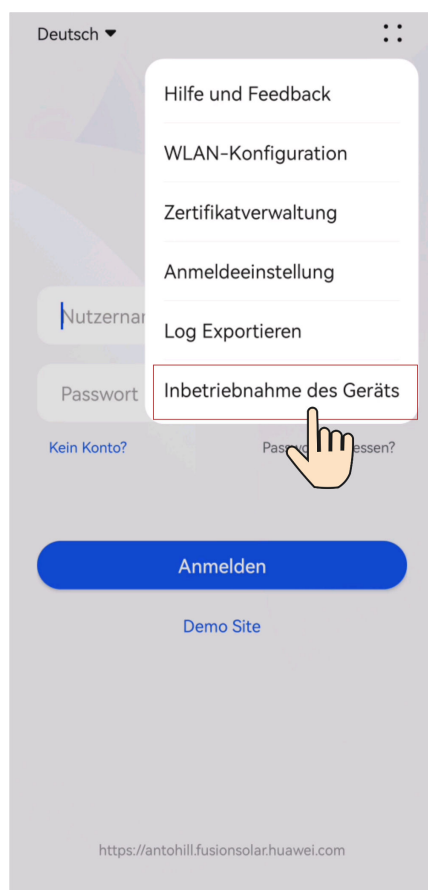 Deutsch
Hilfe und Feedback
WLAN-Konfiguration
Zertifikatverwaltung
Anmeldeeinstellung
Log Exportieren
Inbetriebnahme des Geräts
Passwort
Kein Konto?
Anmelden
Demo Site
https://antohill.fusionsolar.huawei.com